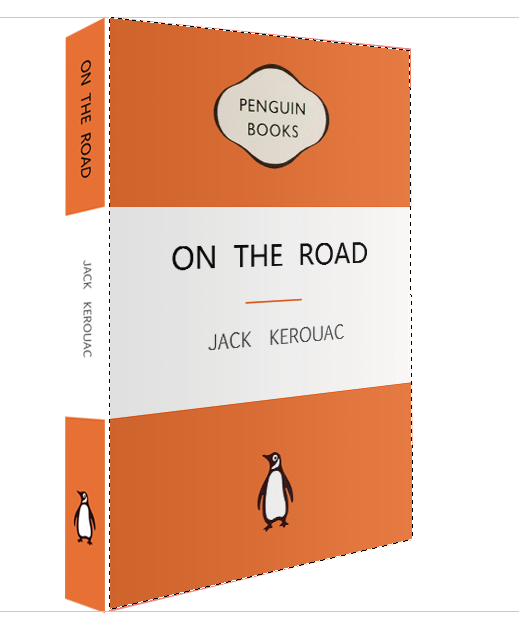 ON THE ROAD
JACK KEROUAC
PENGUIN
BOOKS
ON THE ROAD
JACK KEROUAC